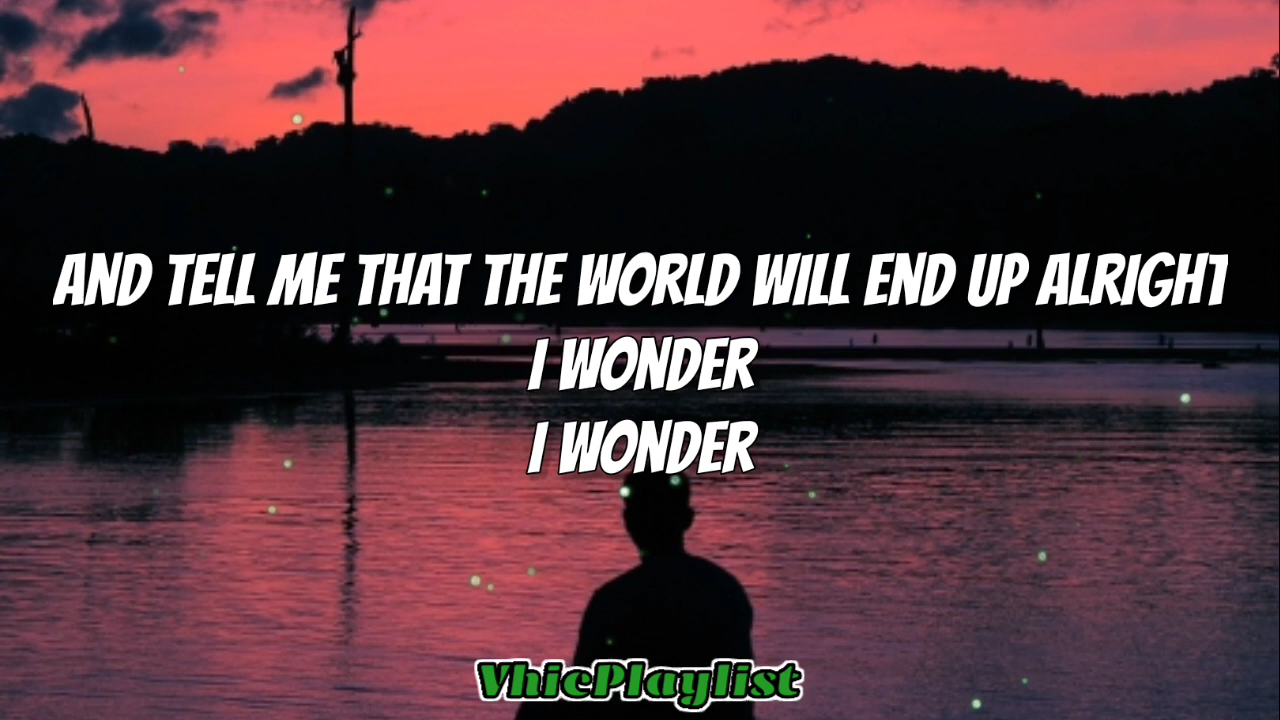 AND TELL ME THAT THE WORLD WILL END UP ALRIGHT
I WONDER
I WONDER
VhicPlaylist